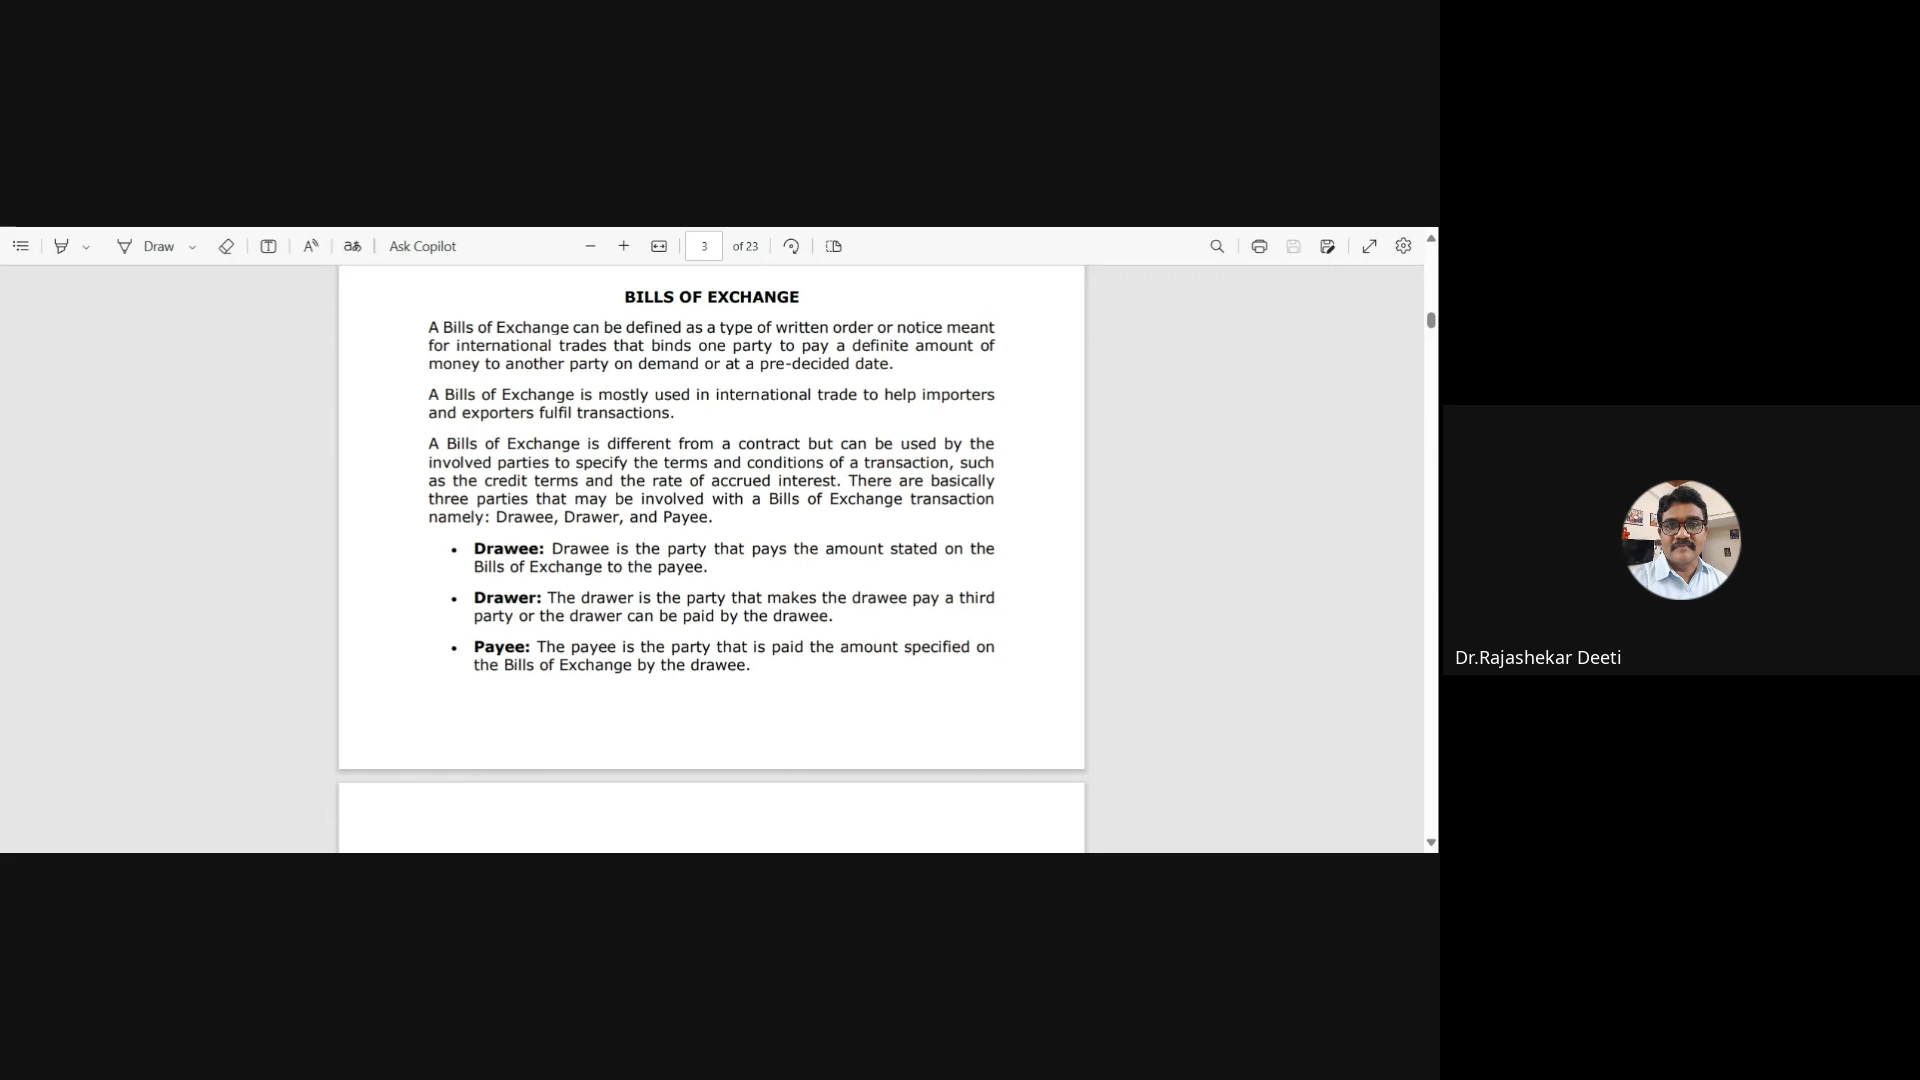 Draw
Ask Copilot
3 of 23
BILLS OF EXCHANGE
A Bills of Exchange can be defined as a type of written order or notice meant
for international trades that binds one party to pay a definite amount of
money to another party on demand or at a pre-decided date.
A Bills of Exchange is mostly used in international trade to help importers
and exporters fulfil transactions.
A Bills of Exchange is different from a contract but can be used by the
involved parties to specify the terms and conditions of a transaction, such
as the credit terms and the rate of accrued interest. There are basically
three parties that may be involved with a Bills of Exchange transaction
namely: Drawee, Drawer, and Payee.
• Drawee: Drawee is the party that pays the amount stated on the
Bills of Exchange to the payee.
• Drawer: The drawer is the party that makes the drawee pay a third
party or the drawer can be paid by the drawee.
• Payee: The payee is the party that is paid the amount specified on
the Bills of Exchange by the drawee.
Dr.Rajashekar Deeti